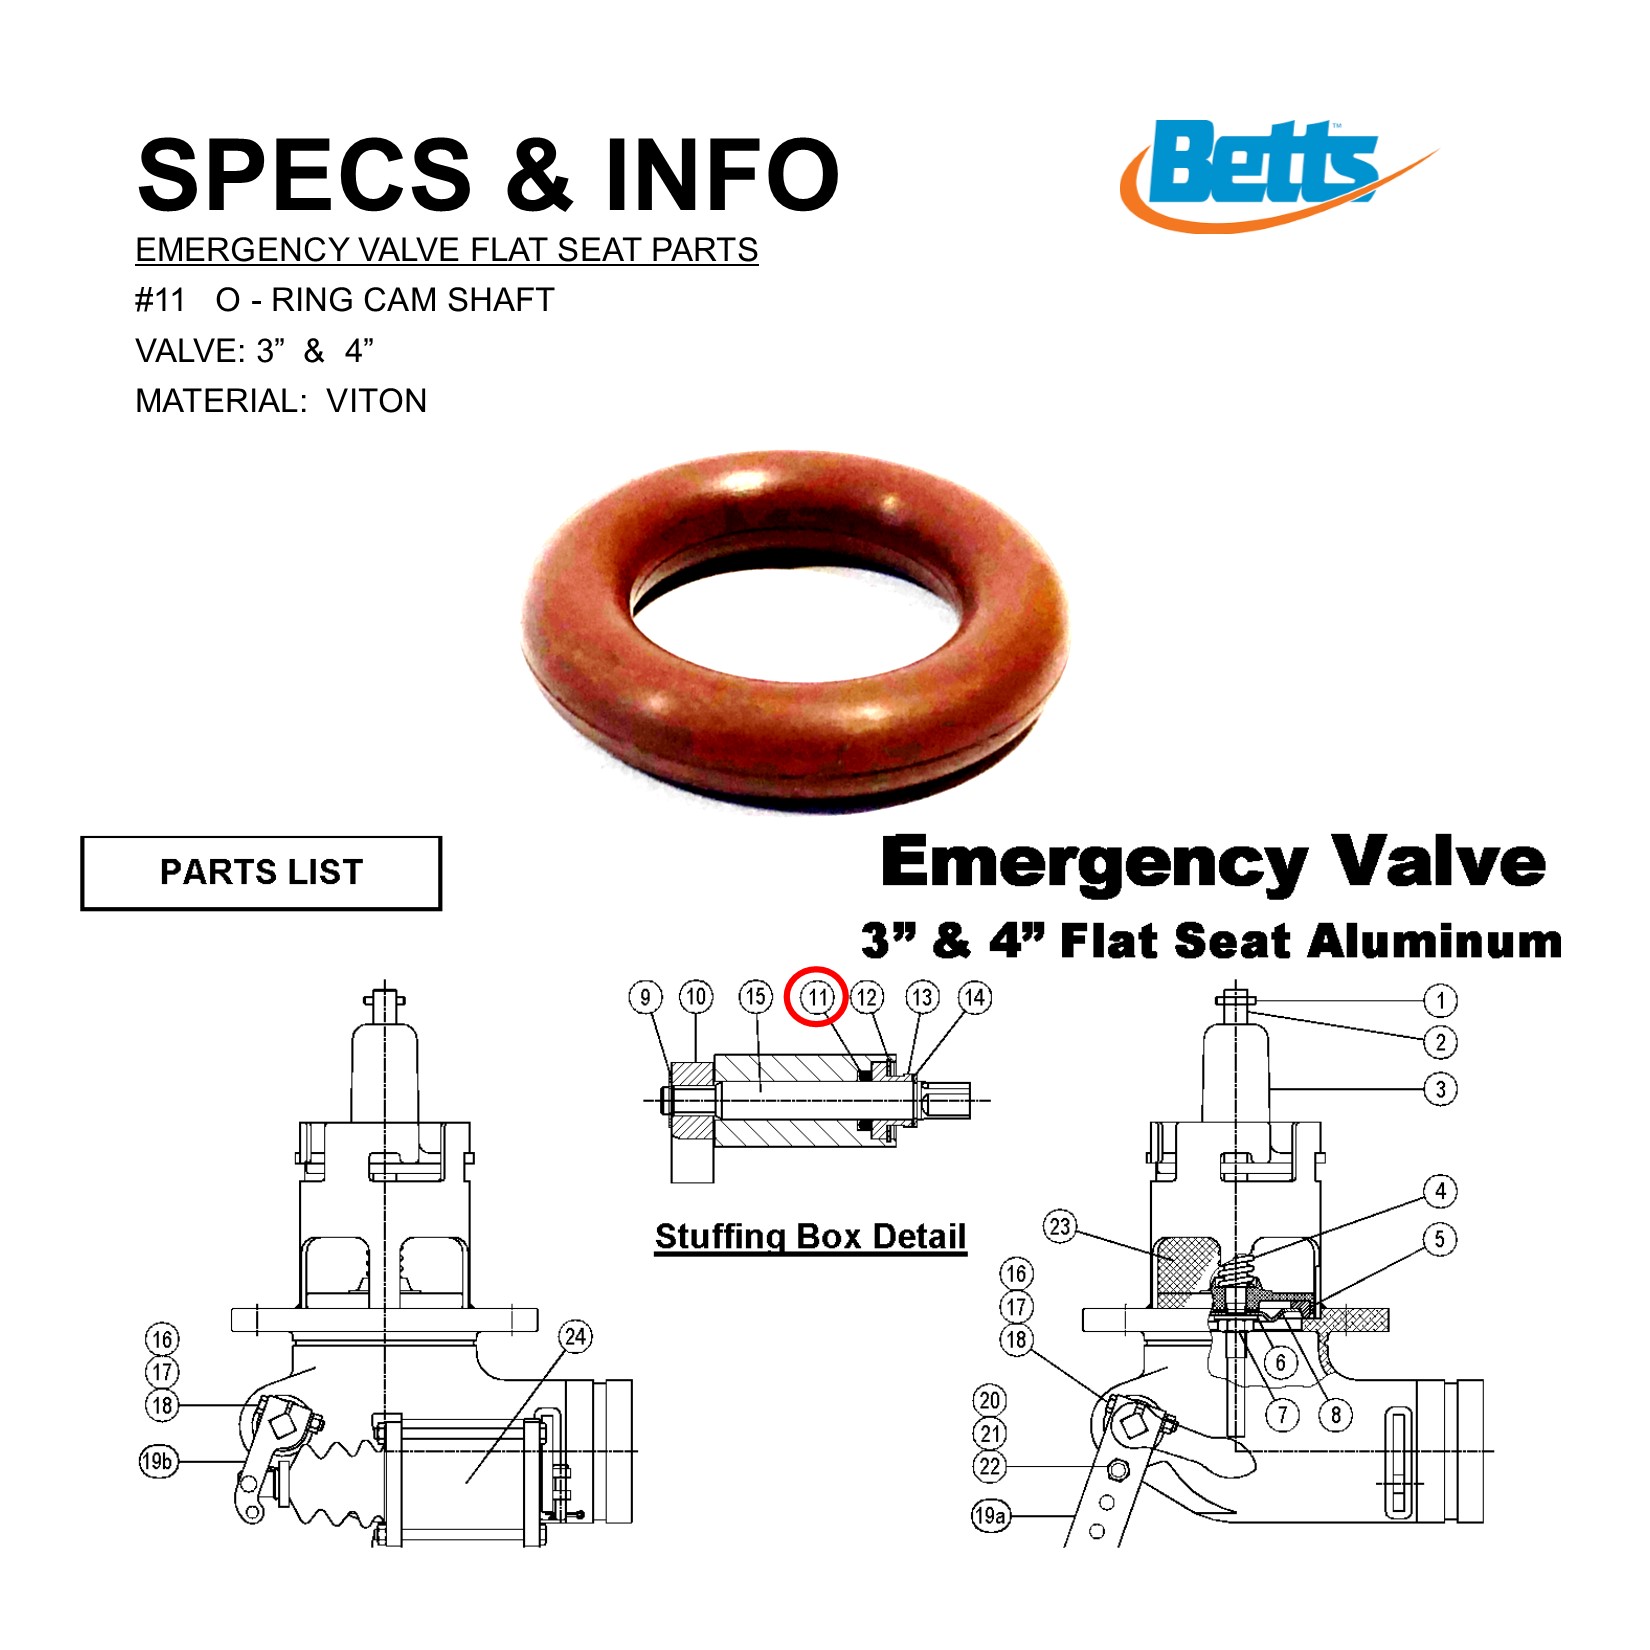 SPECS & INFO
Betts™
EMERGENCY VALVE FLAT SEAT PARTS
#11 O - RING CAM SHAFT
VALVE: 3” & 4”
MATERIAL: VITON
PARTS LIST
Emergency Valve
3” & 4” Flat Seat Aluminum
9 10 15 11 12 13 14
Stuffing Box Detail
16
17
18
19b
24
1
2
3
4
5
23
16
17
18
6
7
8
20
21
22
19a